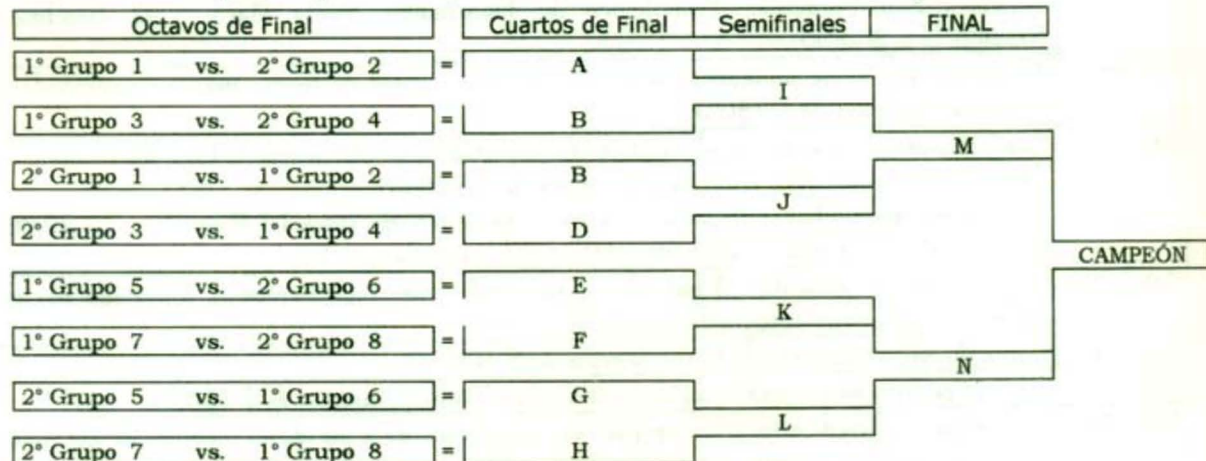 Octavos de Final Cuartos de Final Semifinales FINAL
1° Grupo 1 vs. 2° Grupo 2 = A
I
1° Grupo 3 vs. 2° Grupo 4 = B
M
2° Grupo 1 vs. 1° Grupo 2 = B
J
2° Grupo 3 vs. 1° Grupo 4 = D
CAMPEÓN
1° Grupo 5 vs. 2° Grupo 6 = E
K
1° Grupo 7 vs. 2° Grupo 8 = F
N
2° Grupo 5 vs. 1° Grupo 6 = G
L
2° Grupo 7 vs. 1° Grupo 8 = H